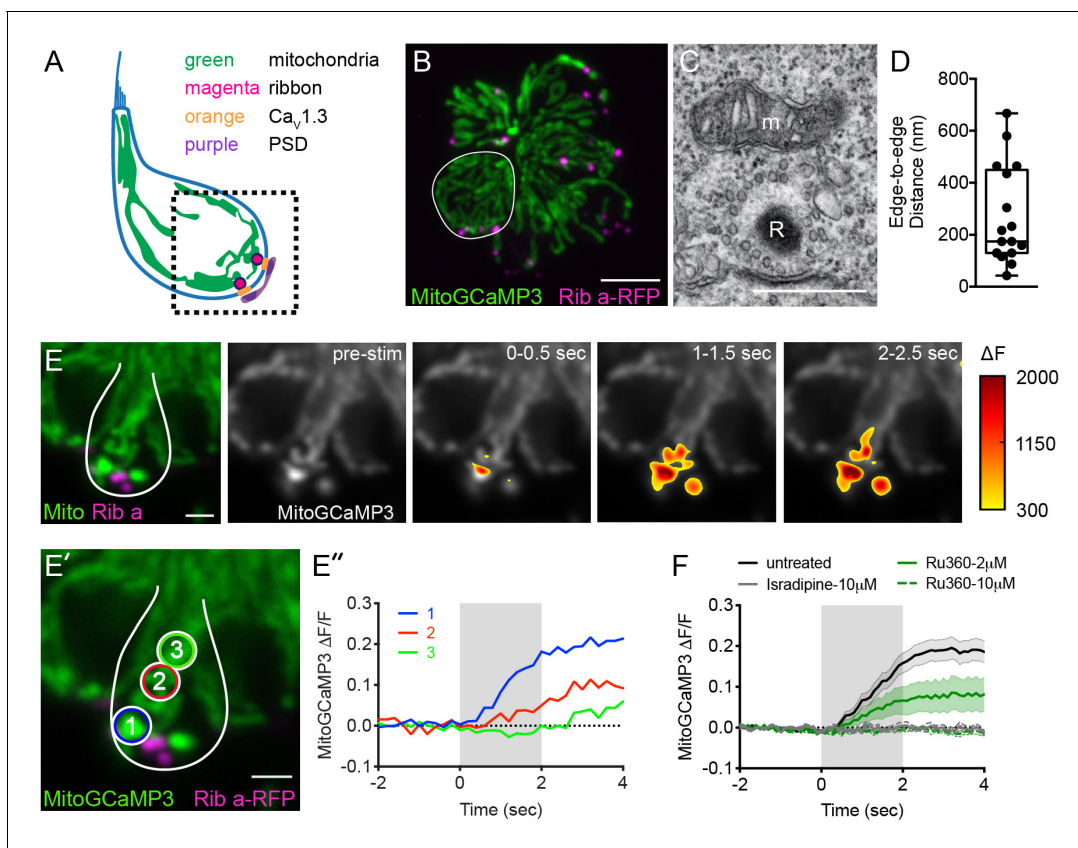 A
green mitochondria
magenta ribbon
orange CaV1.3
purple PSD
B
MitoGCaMP3 Rib a-RFP
C
m
R
D
Edge-to-edge
Distance (nm)
800
600
400
200
0
E
Mito Rib a
pre-stim
MitoGCaMP3
0-0.5 sec
1-1.5 sec
2-2.5 sec
ΔF
2000
1150
300
E′
3
2
1
MitoGCaMP3 Rib a-RFP
E″
MitoGCaMP3 ΔF/F
0.3
0.2
0.1
0.0
-0.1
1
2
3
-2 0 2 4
Time (sec)
F
untreated
Isradipine-10μM
Ru360-2μM
Ru360-10μM
MitoGCaMP3 ΔF/F
0.3
0.2
0.1
0.0
-0.1
-2 0 2 4
Time (sec)